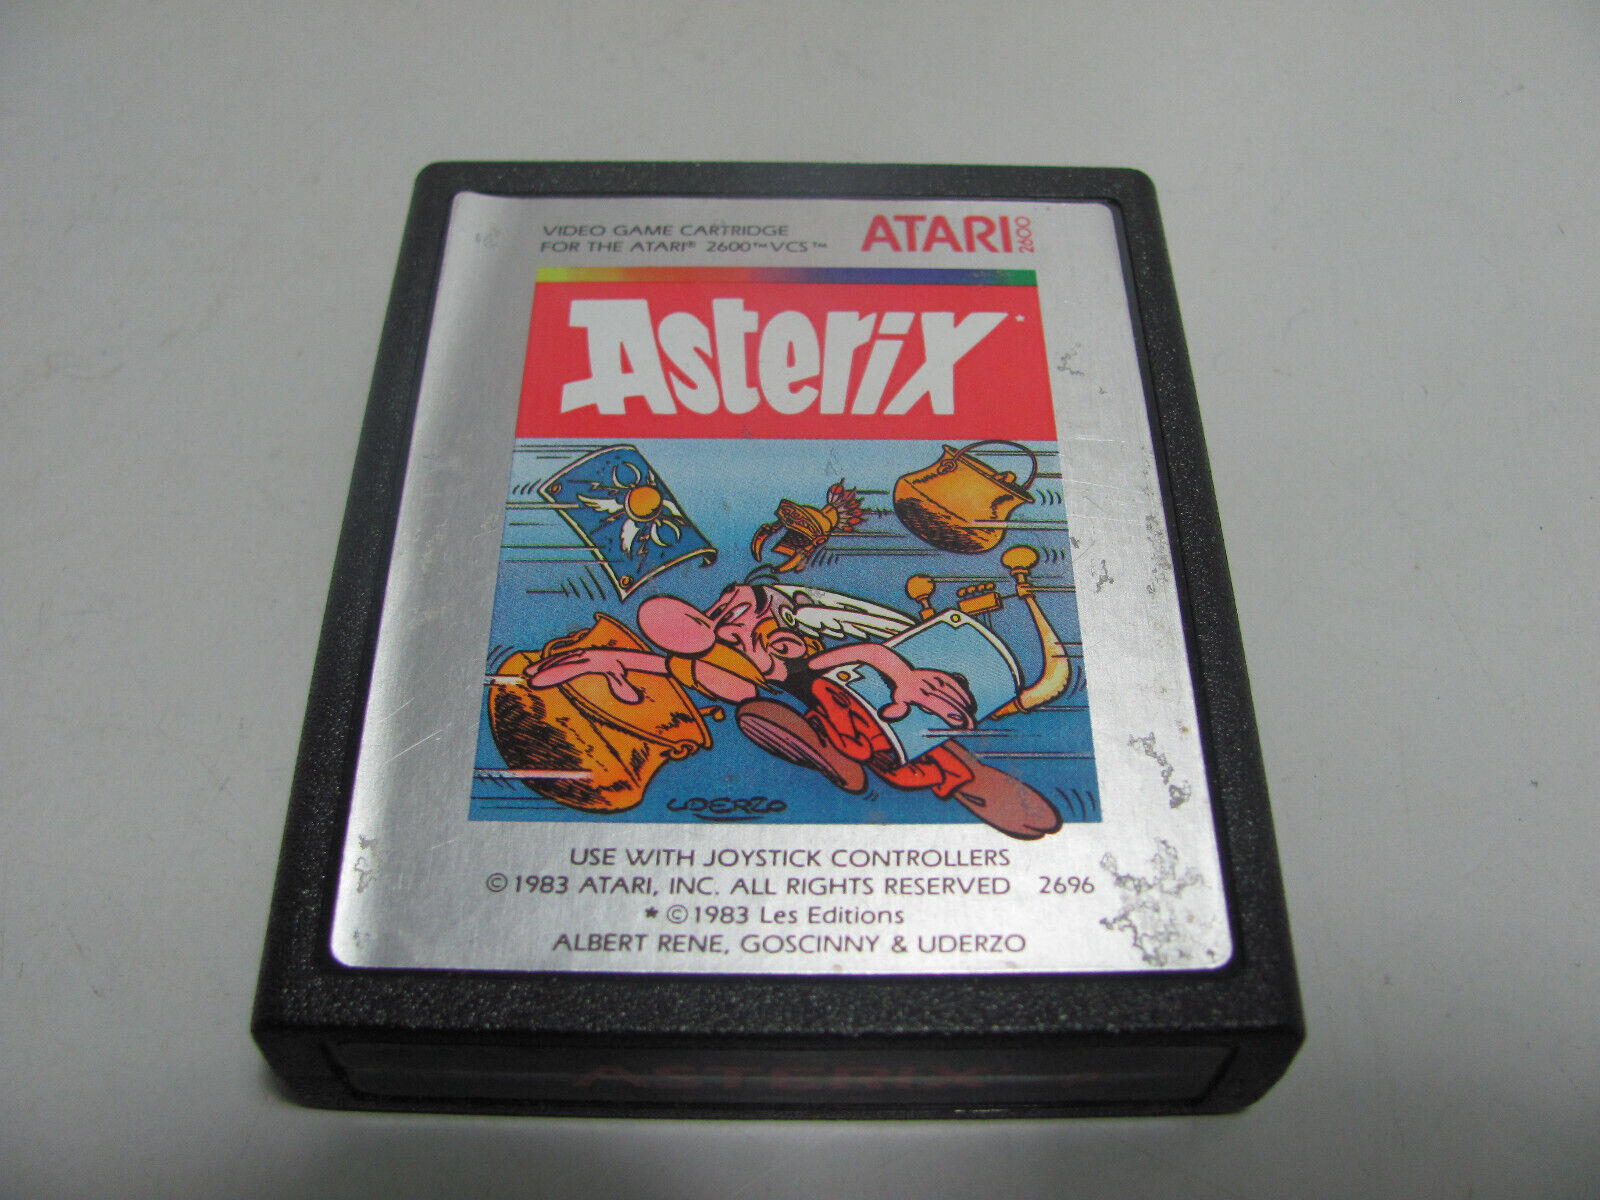 VIDEO GAME CARTRIDGE
FOR THE ATARI® 2600™ VCS™
ATARI 2600
Asterix*
UDERZO
USE WITH JOYSTICK CONTROLLERS
© 1983 ATARI, INC. ALL RIGHTS RESERVED 2696
* © 1983 Les Editions
ALBERT RENE, GOSCINNY & UDERZO
ASTERIX